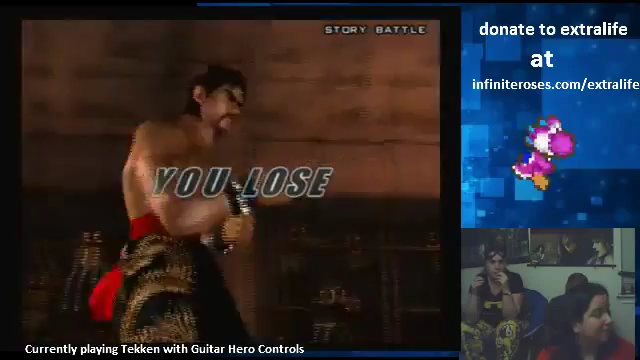 STORY BATTLE
YOU LOSE
donate to extralife
at
infiniteroses.com/extralife
Currently playing Tekken with Guitar Hero Controls